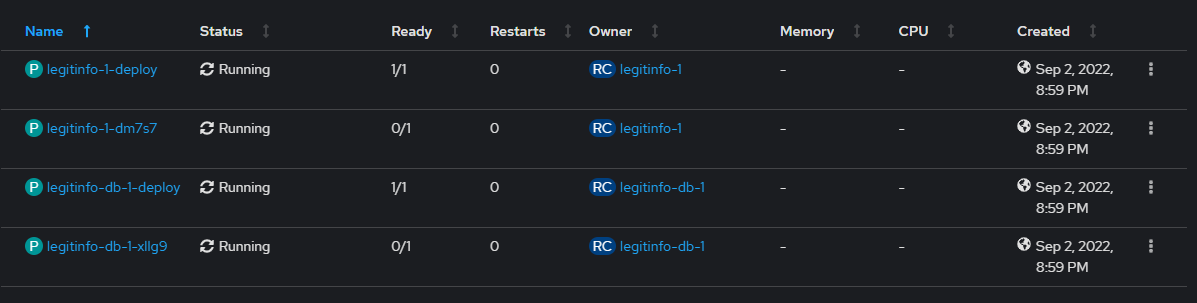 Name Status Ready Restarts Owner Memory CPU Created
P legitinfo-1-deploy Running 1/1 0 RC legitinfo-1 - - Sep 2, 2022,
8:59 PM
P legitinfo-1-dm7s7 Running 0/1 0 RC legitinfo-1 - - Sep 2, 2022,
8:59 PM
P legitinfo-db-1-deploy Running 1/1 0 RC legitinfo-db-1 - - Sep 2, 2022,
8:59 PM
P legitinfo-db-1-xllg9 Running 0/1 0 RC legitinfo-db-1 - - Sep 2, 2022,
8:59 PM